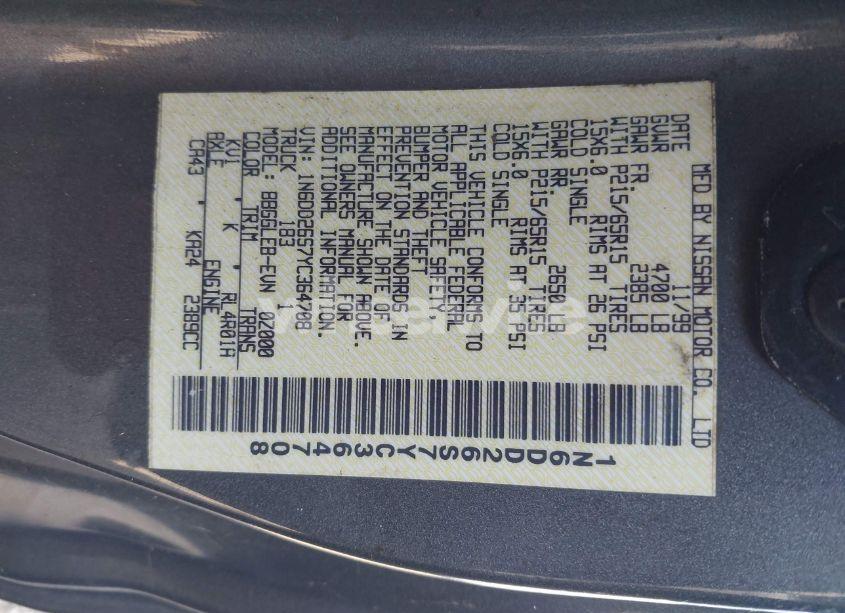 MFD BY NISSAN MOTOR CO., LTD
DATE 11/99
GVWR 4700 LB
GAWR FR. 2385 LB
WITH P215/65R15 TIRES
15X6.0 RIMS AT 26 PSI
COLD SINGLE
GAWR RR. 2650 LB
WITH P215/65R15 TIRES
15X6.0 RIMS AT 35 PSI
COLD SINGLE
THIS VEHICLE CONFORMS TO
ALL APPLICABLE FEDERAL
MOTOR VEHICLE SAFETY,
BUMPER AND THEFT
PREVENTION STANDARDS IN
EFFECT ON THE DATE OF
MANUFACTURE SHOWN ABOVE.
SEE OWNERS MANUAL FOR
ADDITIONAL INFORMATION.
VIN: 1N6DD26S7YC364708
TRUCK 183 1
MODEL: BBSGLEB-EUN 02000
COLOR TRIM TRANS
KV1 K RL4R01H
AXLE ENGINE
CH43 KA24 2389CC
1N6DD26S7YC364708